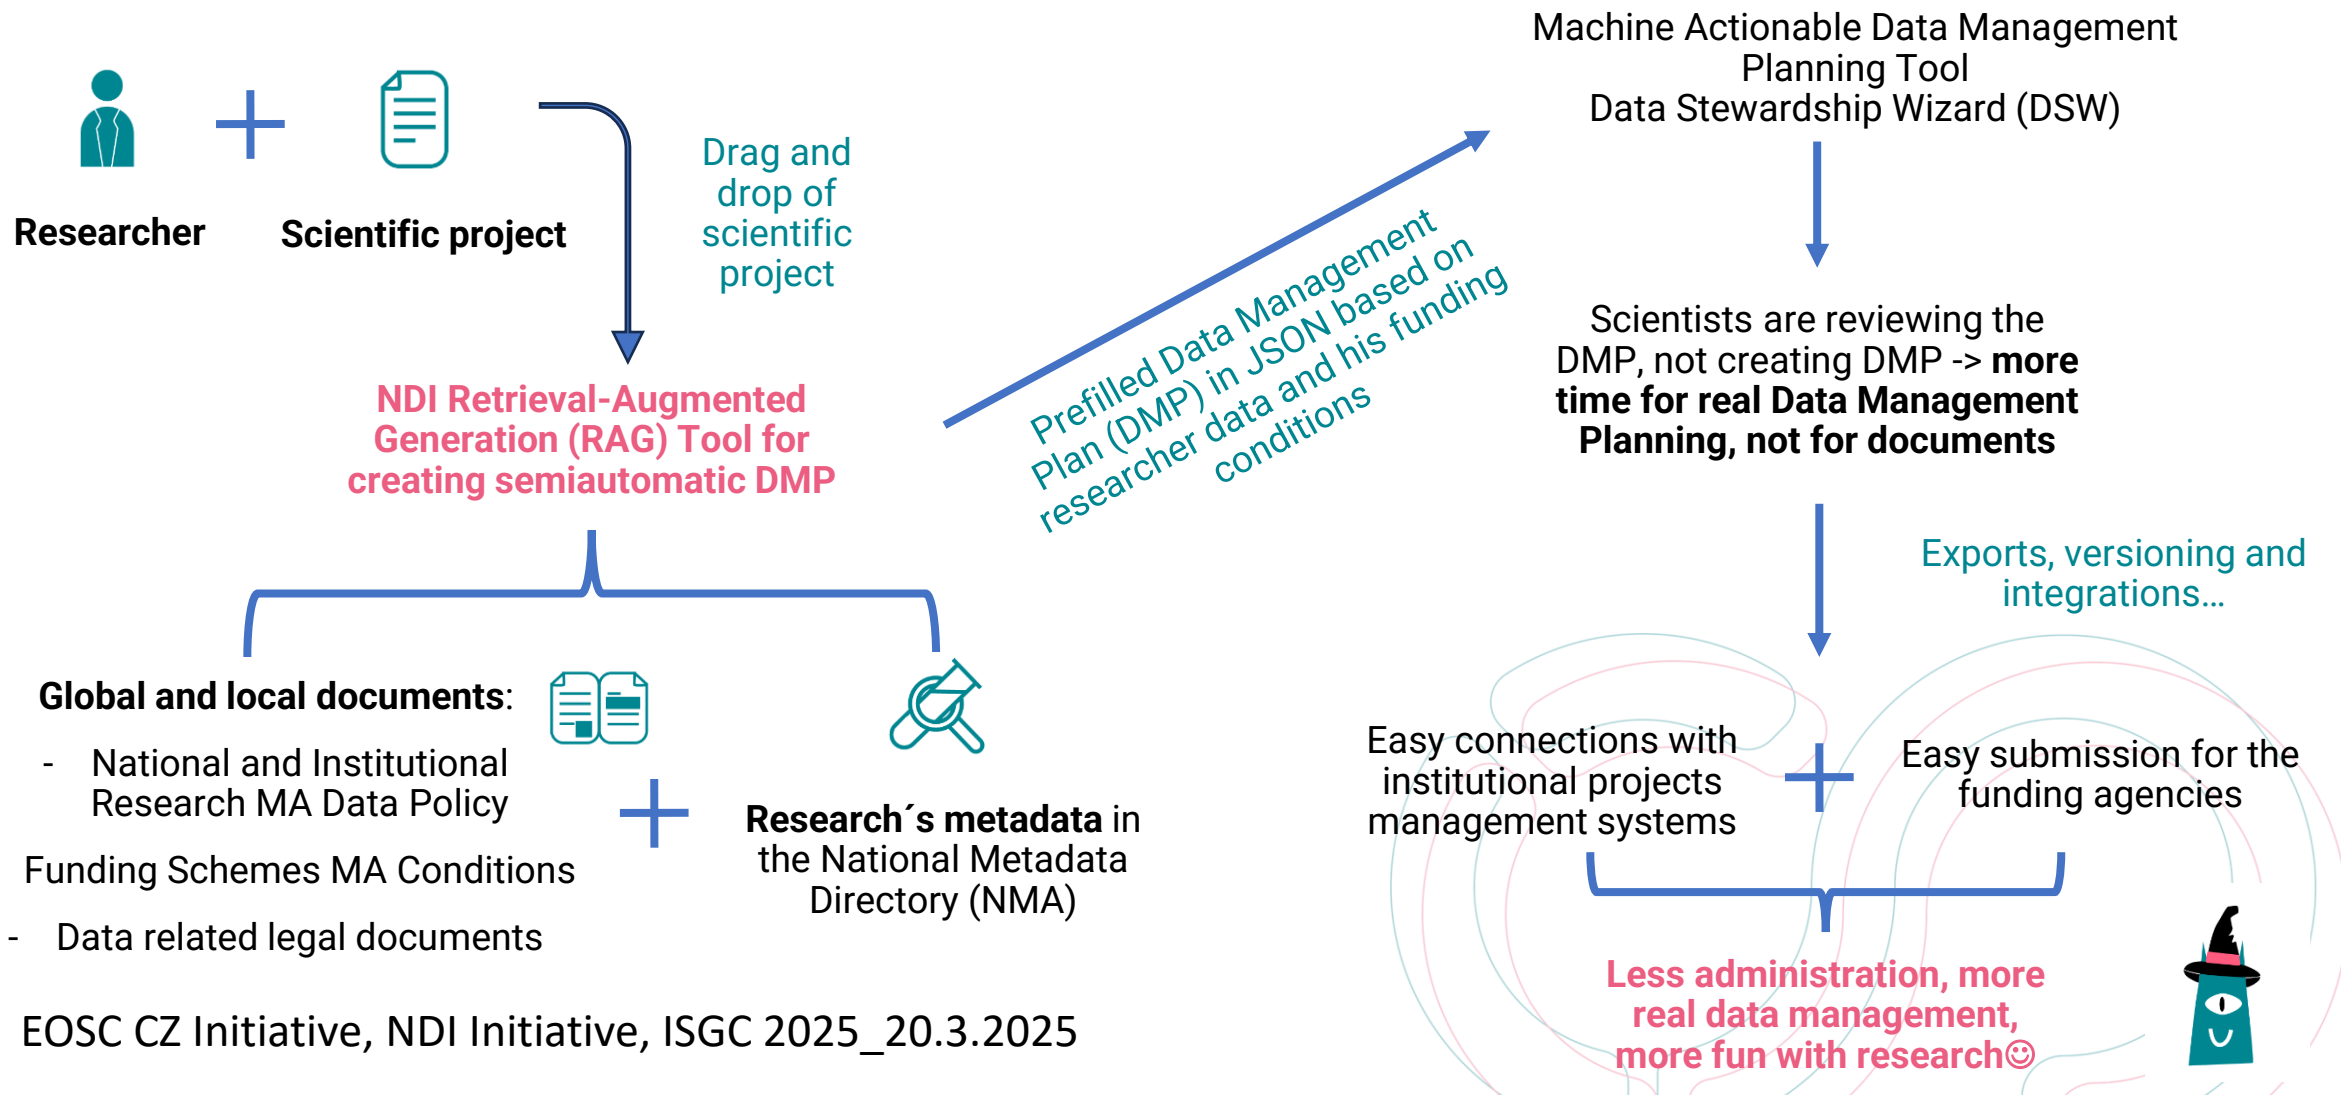 Researcher
Scientific project
Drag and
drop of
scientific
project
NDI Retrieval-Augmented
Generation (RAG) Tool for
creating semiautomatic DMP
Global and local documents:
- National and Institutional
Research MA Data Policy
Funding Schemes MA Conditions
- Data related legal documents
Research´s metadata in
the National Metadata
Directory (NMA)
Prefilled Data Management
Plan (DMP) in JSON based on
researcher data and his funding
conditions
Machine Actionable Data Management
Planning Tool
Data Stewardship Wizard (DSW)
Scientists are reviewing the
DMP, not creating DMP -> more
time for real Data Management
Planning, not for documents
Exports, versioning and
integrations...
Easy connections with
institutional projects
management systems
Easy submission for the
funding agencies
Less administration, more
real data management,
more fun with research☺
EOSC CZ Initiative, NDI Initiative, ISGC 2025_20.3.2025